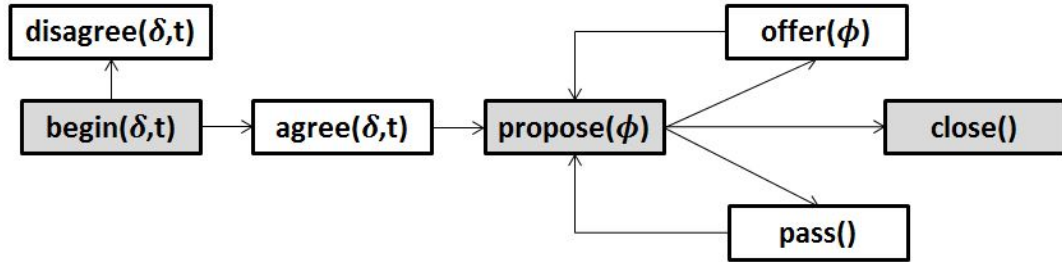 disagree(δ,t)
offer(ϕ)
begin(δ,t)
agree(δ,t)
propose(ϕ)
close()
pass()